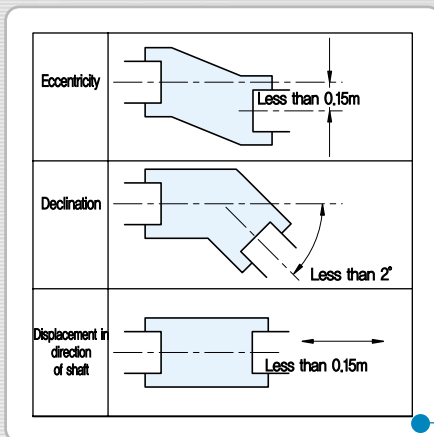 Eccentricity
Less than 0.15m
Declination
Less than 2°
Displacement in
direction
of shaft
Less than 0.15m